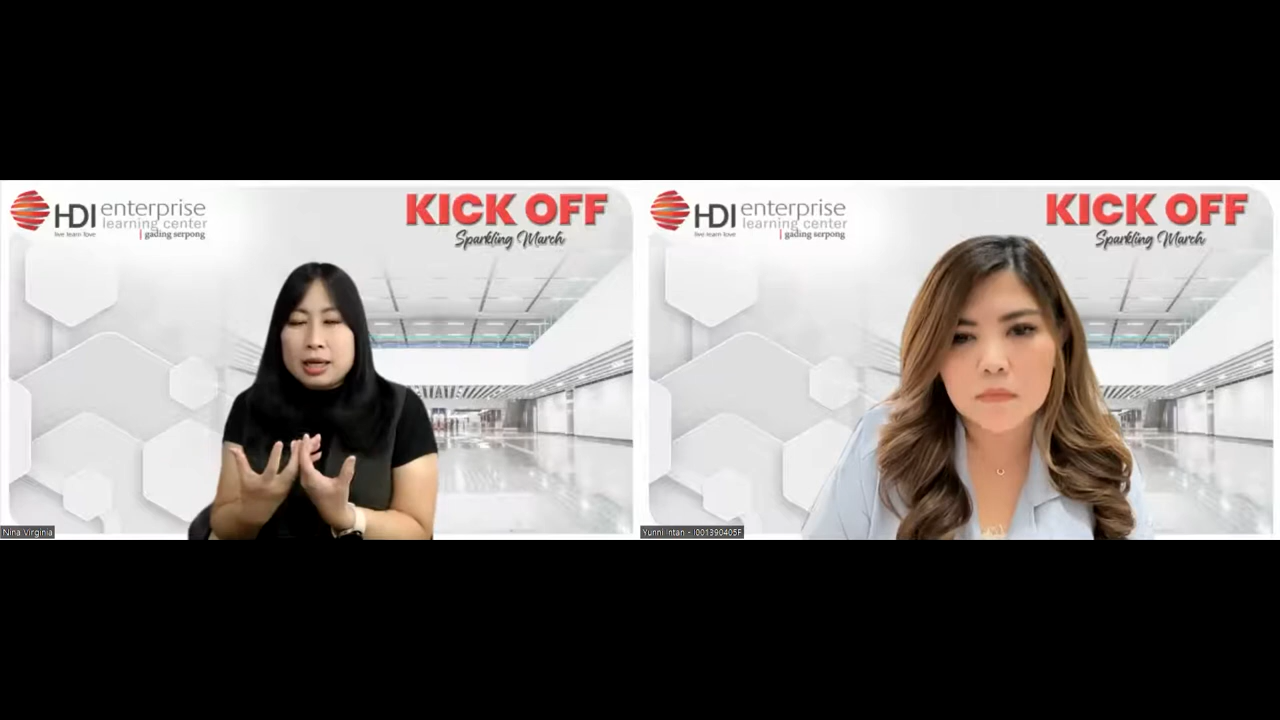 HDI enterprise
learning center
live learn love
| gading serpong
KICK OFF
Sparkling March
Nina Virginia
HDI enterprise
learning center
live learn love
| gading serpong
KICK OFF
Sparkling March
Yunni Intan - I001390405F